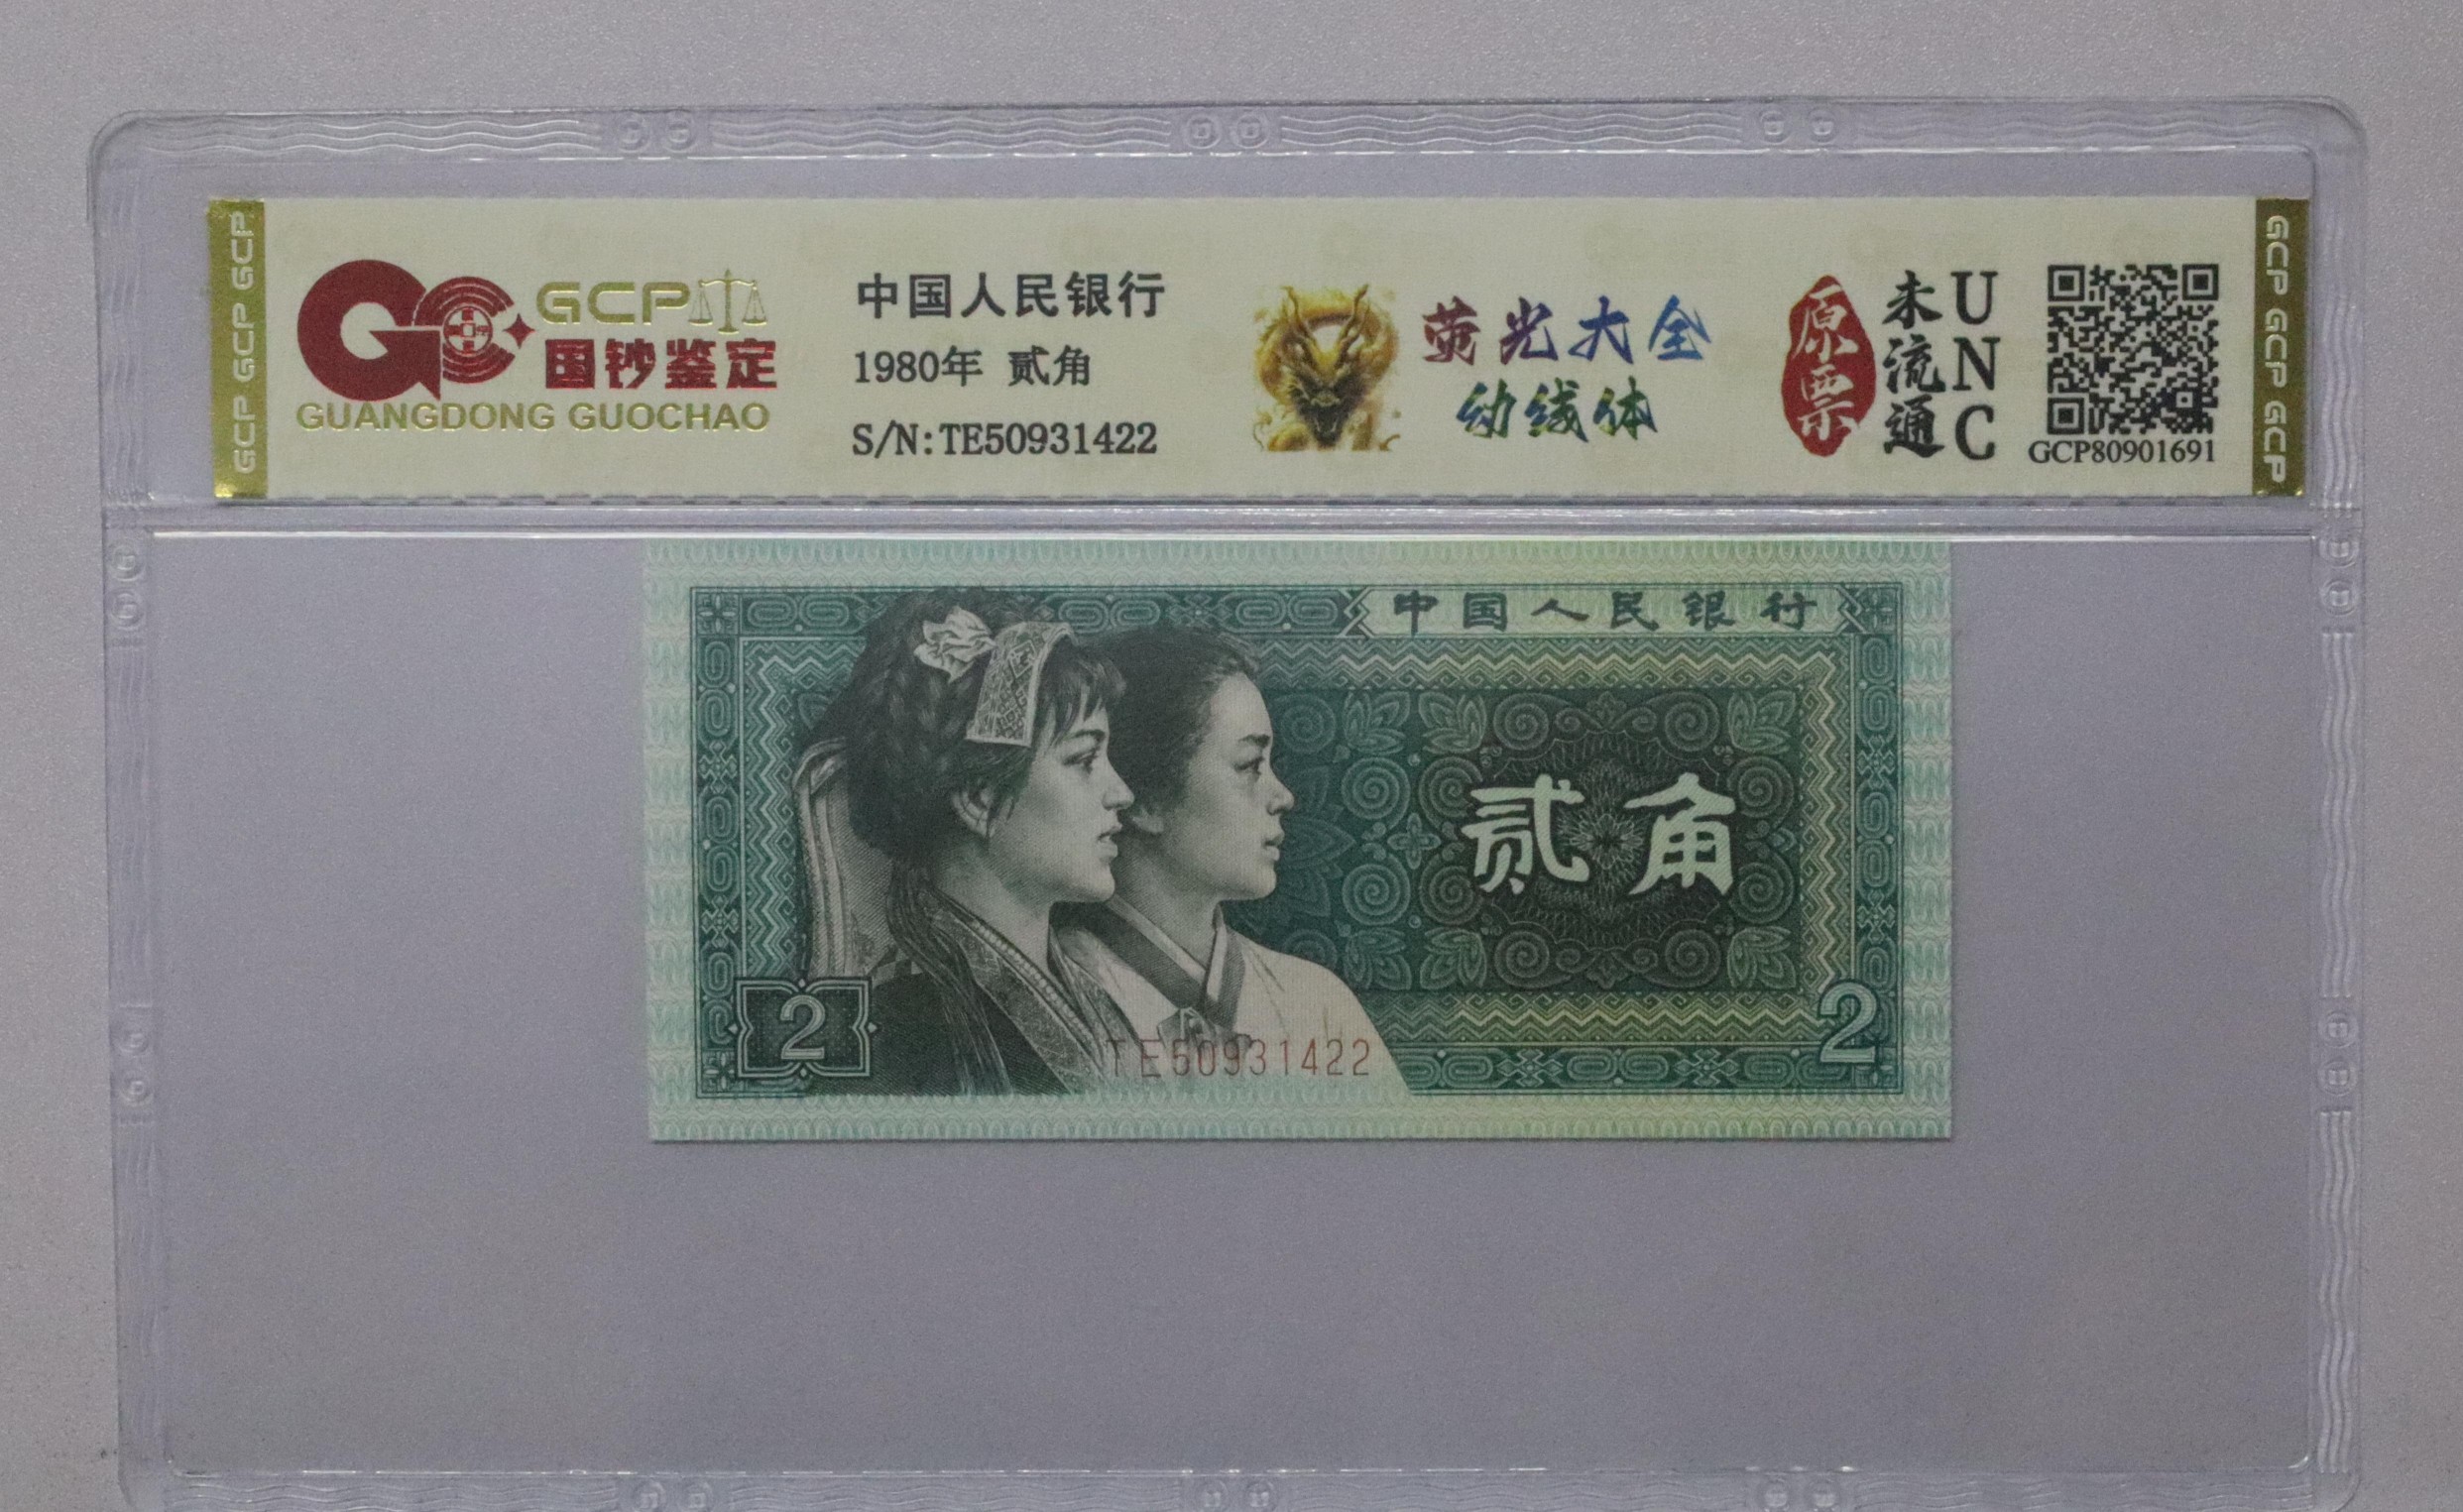 GCP GCP GCP
GCP
国钞鉴定
GUANGDONG GUOCHAO
中国人民银行
1980年 贰角
S/N:TE50931422
荧光大全
幼线体
原票
未流通
UNC
GCP80901691
GCP GCP GCP
中国人民银行
贰角
2
2
TE50931422